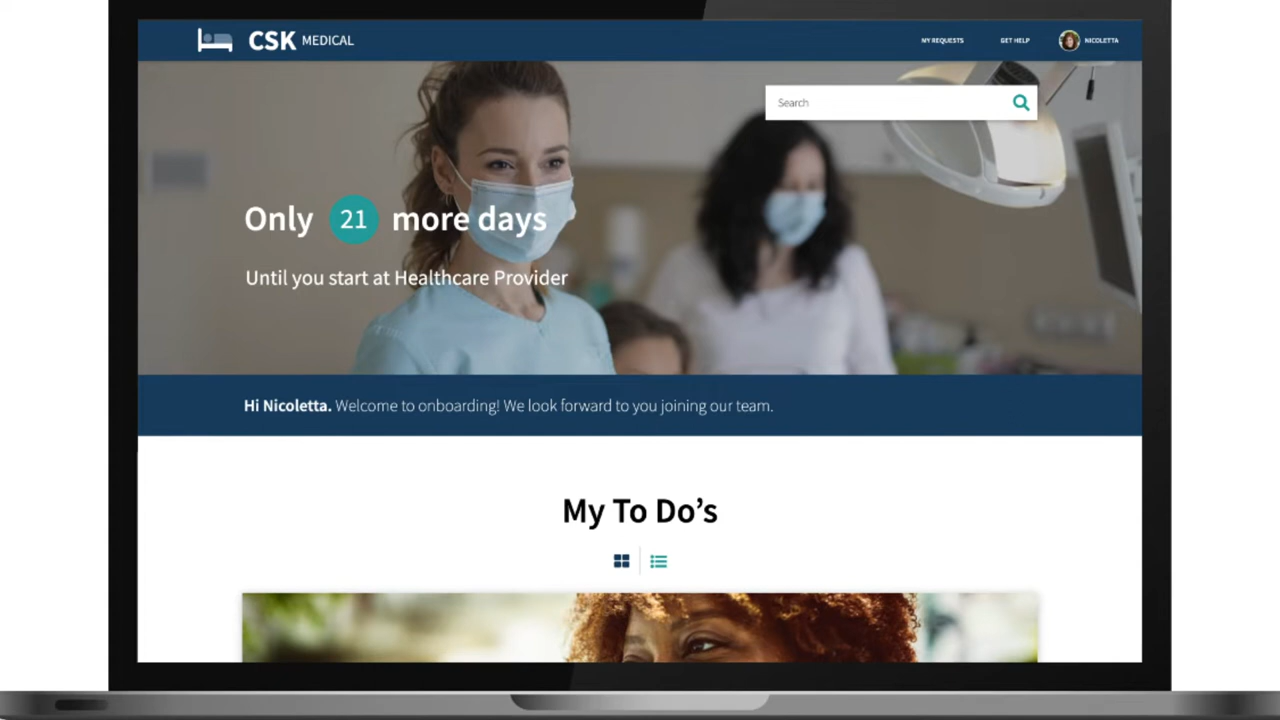 CSK MEDICAL
MY REQUESTS
GET HELP
NICOLETTA
Search
Only 21 more days
Until you start at Healthcare Provider
Hi Nicoletta. Welcome to onboarding! We look forward to you joining our team.
My To Do’s